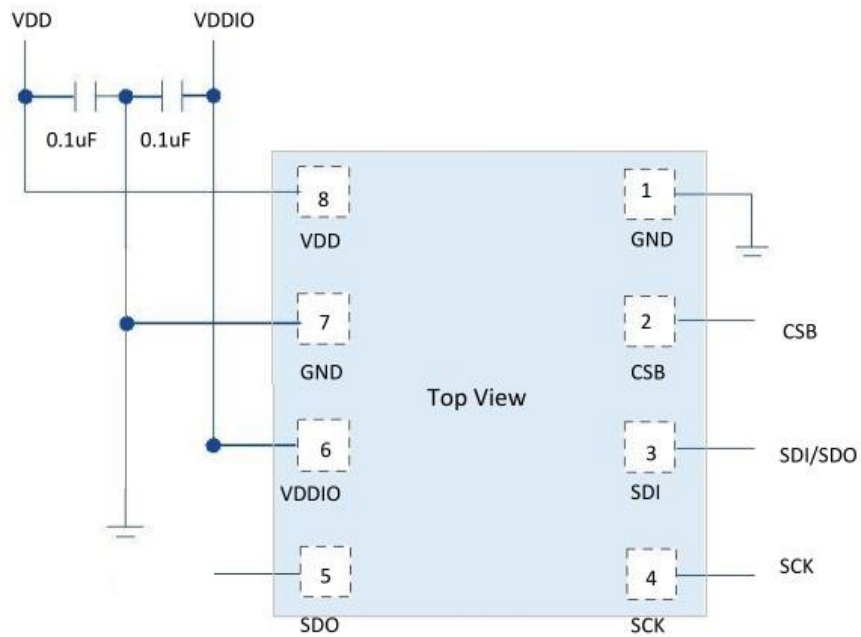 VDD VDDIO
0.1uF 0.1uF
8 1
VDD GND
7 2 CSB
GND CSB
Top View
6 3 SDI/SDO
VDDIO SDI
5 4 SCK
SDO SCK